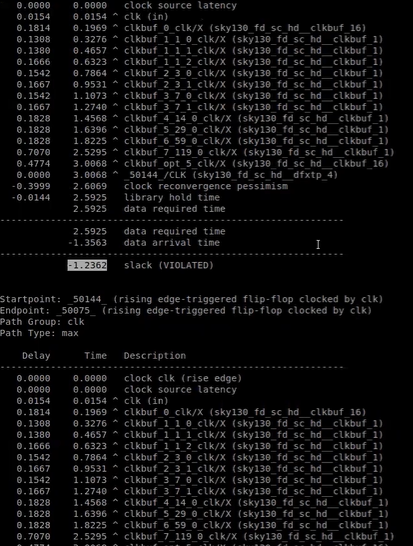 0.0000 0.0000 clock source latency
0.0154 0.0154 ^ clk (in)
0.1814 0.1969 ^ clkbuf_0_clk/X (sky130_fd_sc_hd__clkbuf_16)
0.1308 0.3276 ^ clkbuf_1_1_0_clk/X (sky130_fd_sc_hd__clkbuf_1)
0.1380 0.4657 ^ clkbuf_1_1_1_clk/X (sky130_fd_sc_hd__clkbuf_1)
0.1666 0.6323 ^ clkbuf_1_1_2_clk/X (sky130_fd_sc_hd__clkbuf_1)
0.1542 0.7864 ^ clkbuf_2_3_0_clk/X (sky130_fd_sc_hd__clkbuf_1)
0.1667 0.9531 ^ clkbuf_2_3_1_clk/X (sky130_fd_sc_hd__clkbuf_1)
0.1542 1.1073 ^ clkbuf_3_7_0_clk/X (sky130_fd_sc_hd__clkbuf_1)
0.1667 1.2740 ^ clkbuf_3_7_1_clk/X (sky130_fd_sc_hd__clkbuf_1)
0.1828 1.4568 ^ clkbuf_4_14_0_clk/X (sky130_fd_sc_hd__clkbuf_1)
0.1828 1.6396 ^ clkbuf_5_29_0_clk/X (sky130_fd_sc_hd__clkbuf_1)
0.1828 1.8225 ^ clkbuf_6_59_0_clk/X (sky130_fd_sc_hd__clkbuf_1)
0.7070 2.5295 ^ clkbuf_7_119_0_clk/X (sky130_fd_sc_hd__clkbuf_1)
0.4774 3.0068 ^ clkbuf_opt_5_clk/X (sky130_fd_sc_hd__clkbuf_16)
0.0000 3.0068 ^ _50144_/CLK (sky130_fd_sc_hd__dfxtp_4)
-0.3999 2.6069 clock reconvergence pessimism
-0.0144 2.5925 library hold time
2.5925 data required time
---------------------------------------------------------
2.5925 data required time
-1.3563 data arrival time
---------------------------------------------------------
-1.2362 slack (VIOLATED)
Startpoint: _50144_ (rising edge-triggered flip-flop clocked by clk)
Endpoint: _50075_ (rising edge-triggered flip-flop clocked by clk)
Path Group: clk
Path Type: max
Delay Time Description
---------------------------------------------------------
0.0000 0.0000 clock clk (rise edge)
0.0000 0.0000 clock source latency
0.0154 0.0154 ^ clk (in)
0.1814 0.1969 ^ clkbuf_0_clk/X (sky130_fd_sc_hd__clkbuf_16)
0.1308 0.3276 ^ clkbuf_1_1_0_clk/X (sky130_fd_sc_hd__clkbuf_1)
0.1380 0.4657 ^ clkbuf_1_1_1_clk/X (sky130_fd_sc_hd__clkbuf_1)
0.1666 0.6323 ^ clkbuf_1_1_2_clk/X (sky130_fd_sc_hd__clkbuf_1)
0.1542 0.7864 ^ clkbuf_2_3_0_clk/X (sky130_fd_sc_hd__clkbuf_1)
0.1667 0.9531 ^ clkbuf_2_3_1_clk/X (sky130_fd_sc_hd__clkbuf_1)
0.1542 1.1073 ^ clkbuf_3_7_0_clk/X (sky130_fd_sc_hd__clkbuf_1)
0.1667 1.2740 ^ clkbuf_3_7_1_clk/X (sky130_fd_sc_hd__clkbuf_1)
0.1828 1.4568 ^ clkbuf_4_14_0_clk/X (sky130_fd_sc_hd__clkbuf_1)
0.1828 1.6396 ^ clkbuf_5_29_0_clk/X (sky130_fd_sc_hd__clkbuf_1)
0.1828 1.8225 ^ clkbuf_6_59_0_clk/X (sky130_fd_sc_hd__clkbuf_1)
0.7070 2.5295 ^ clkbuf_7_119_0_clk/X (sky130_fd_sc_hd__clkbuf_1)